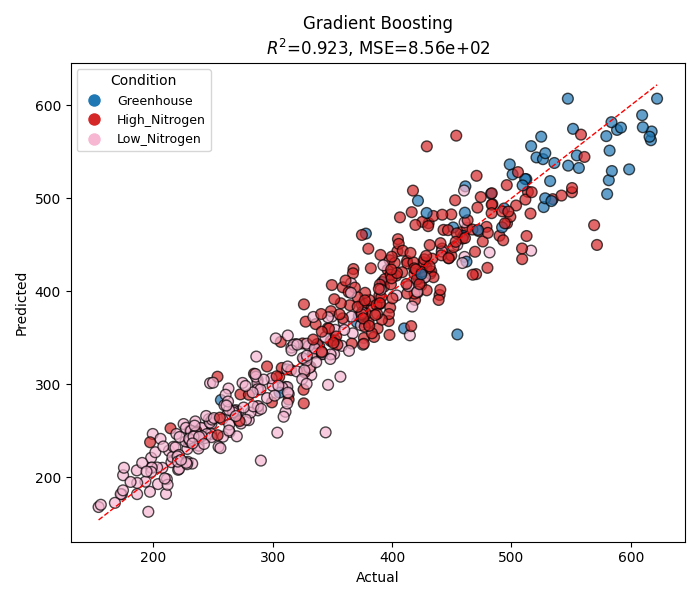 Gradient Boosting
R²=0.923, MSE=8.56e+02
Condition
Greenhouse
High_Nitrogen
Low_Nitrogen
600
500
400
300
200
Predicted
200 300 400 500 600
Actual